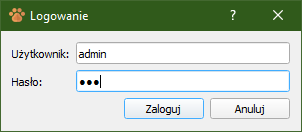 Logowanie
Użytkownik: admin
Hasło: ●●●
Zaloguj Anuluj